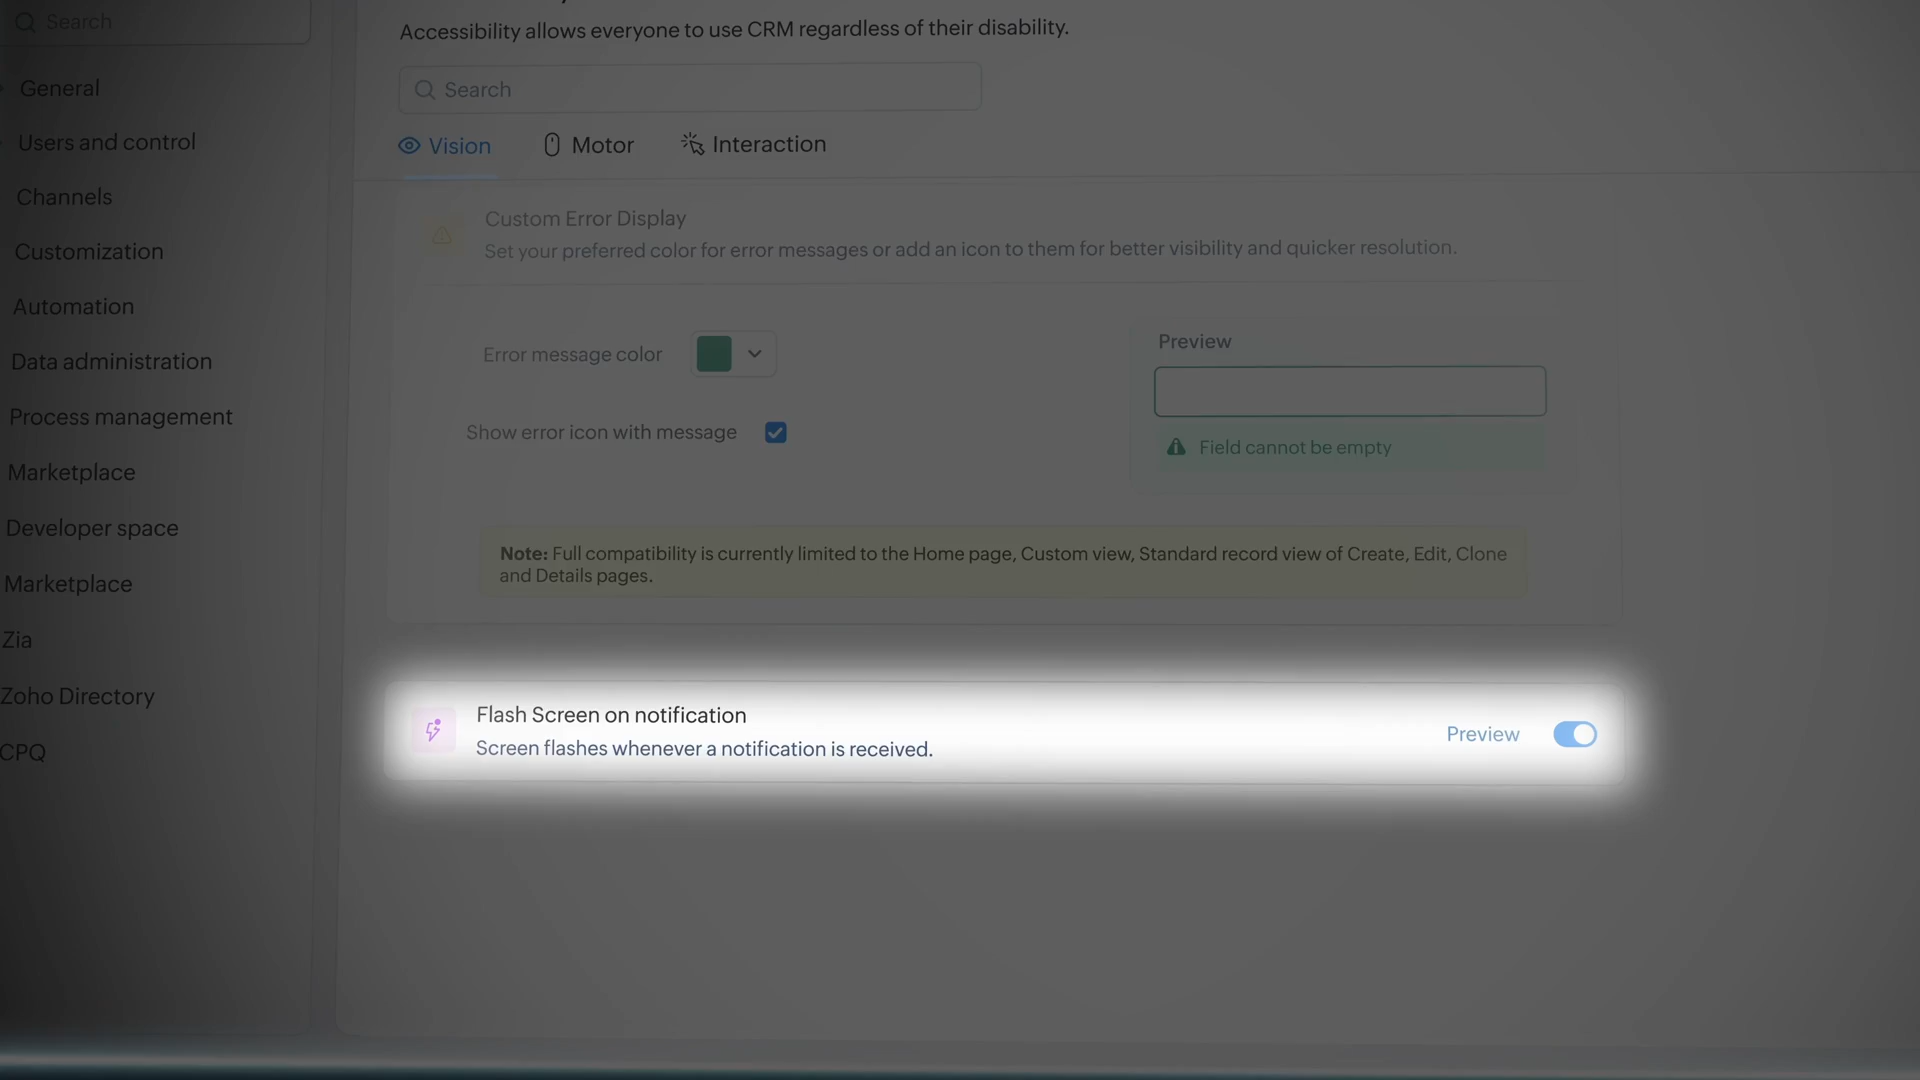 Search
General
Users and control
Channels
Customization
Automation
Data administration
Process management
Marketplace
Developer space
Marketplace
Zia
Zoho Directory
CPQ
Accessibility allows everyone to use CRM regardless of their disability.
Search
Vision
Motor
Interaction
Custom Error Display
Set your preferred color for error messages or add an icon to them for better visibility and quicker resolution.
Error message color
Show error icon with message
Preview
Field cannot be empty
Note: Full compatibility is currently limited to the Home page, Custom view, Standard record view of Create, Edit, Clone
and Details pages.
Flash Screen on notification
Screen flashes whenever a notification is received.
Preview